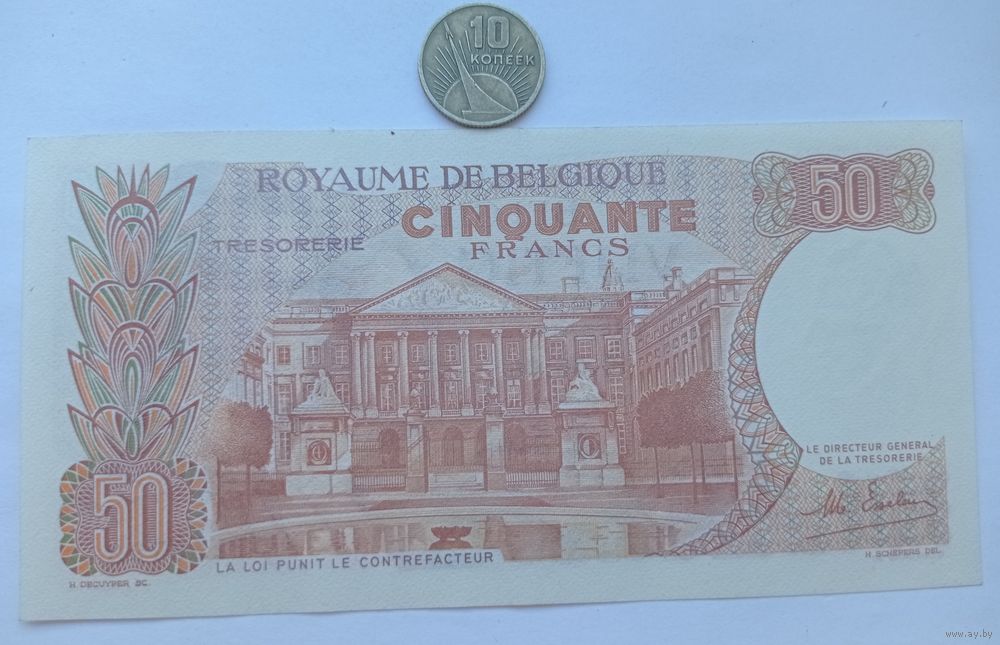 10
КОПЕЕК
ROYAUME DE BELGIQUE
50
CINQUANTE
TRESORERIE
FRANCS
LE DIRECTEUR GENERAL
DE LA TRESORERIE
50
LA LOI PUNIT LE CONTREFACTEUR
H. DECUYPER SC.
H. SCHEPERS DEL.
www.ay.by